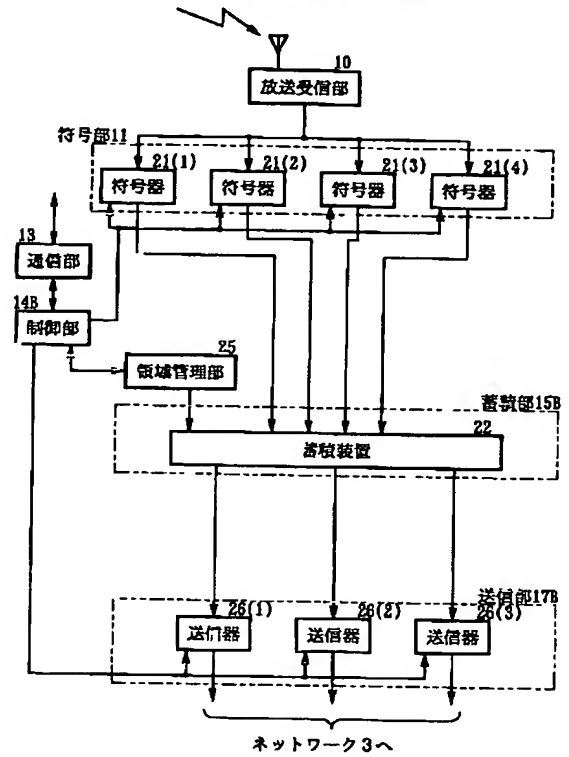 10
放送受信部
符号部11
21(1)
21(2)
21(3)
21(4)
符号器
符号器
符号器
符号器
13
通信部
14B
制御部
25
領域管理部
蓄積部15B
22
蓄積装置
送信部17B
26(1)
26(2)
26(3)
送信器
送信器
送信器
ネットワーク3へ